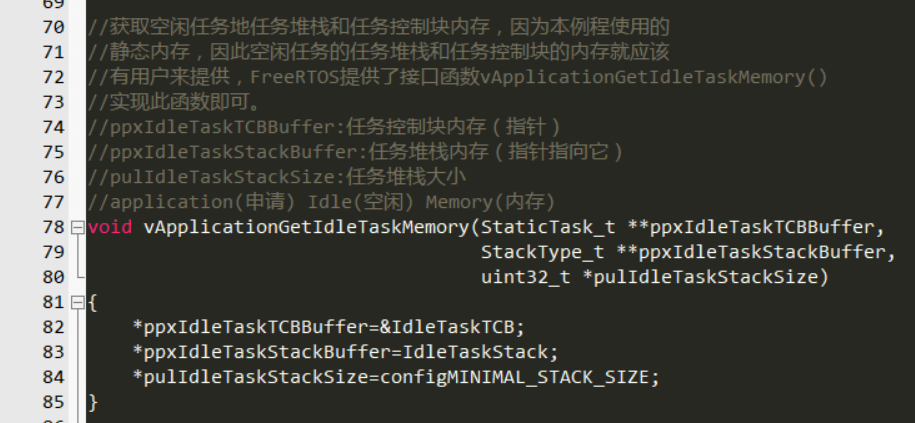 69
70 //获取空闲任务地任务堆栈和任务控制块内存，因为本例程使用的
71 //静态内存，因此空闲任务的任务堆栈和任务控制块的内存就应该
72 //有用户来提供，FreeRTOS提供了接口函数vApplicationGetIdleTaskMemory()
73 //实现此函数即可。
74 //ppxIdleTaskTCBBuffer:任务控制块内存（指针）
75 //ppxIdleTaskStackBuffer:任务堆栈内存（指针指向它）
76 //pulIdleTaskStackSize:任务堆栈大小
77 //application(申请) Idle(空闲) Memory(内存)
78 void vApplicationGetIdleTaskMemory(StaticTask_t **ppxIdleTaskTCBBuffer,
79 StackType_t **ppxIdleTaskStackBuffer,
80 uint32_t *pulIdleTaskStackSize)
81 {
82 *ppxIdleTaskTCBBuffer=&IdleTaskTCB;
83 *ppxIdleTaskStackBuffer=IdleTaskStack;
84 *pulIdleTaskStackSize=configMINIMAL_STACK_SIZE;
85 }